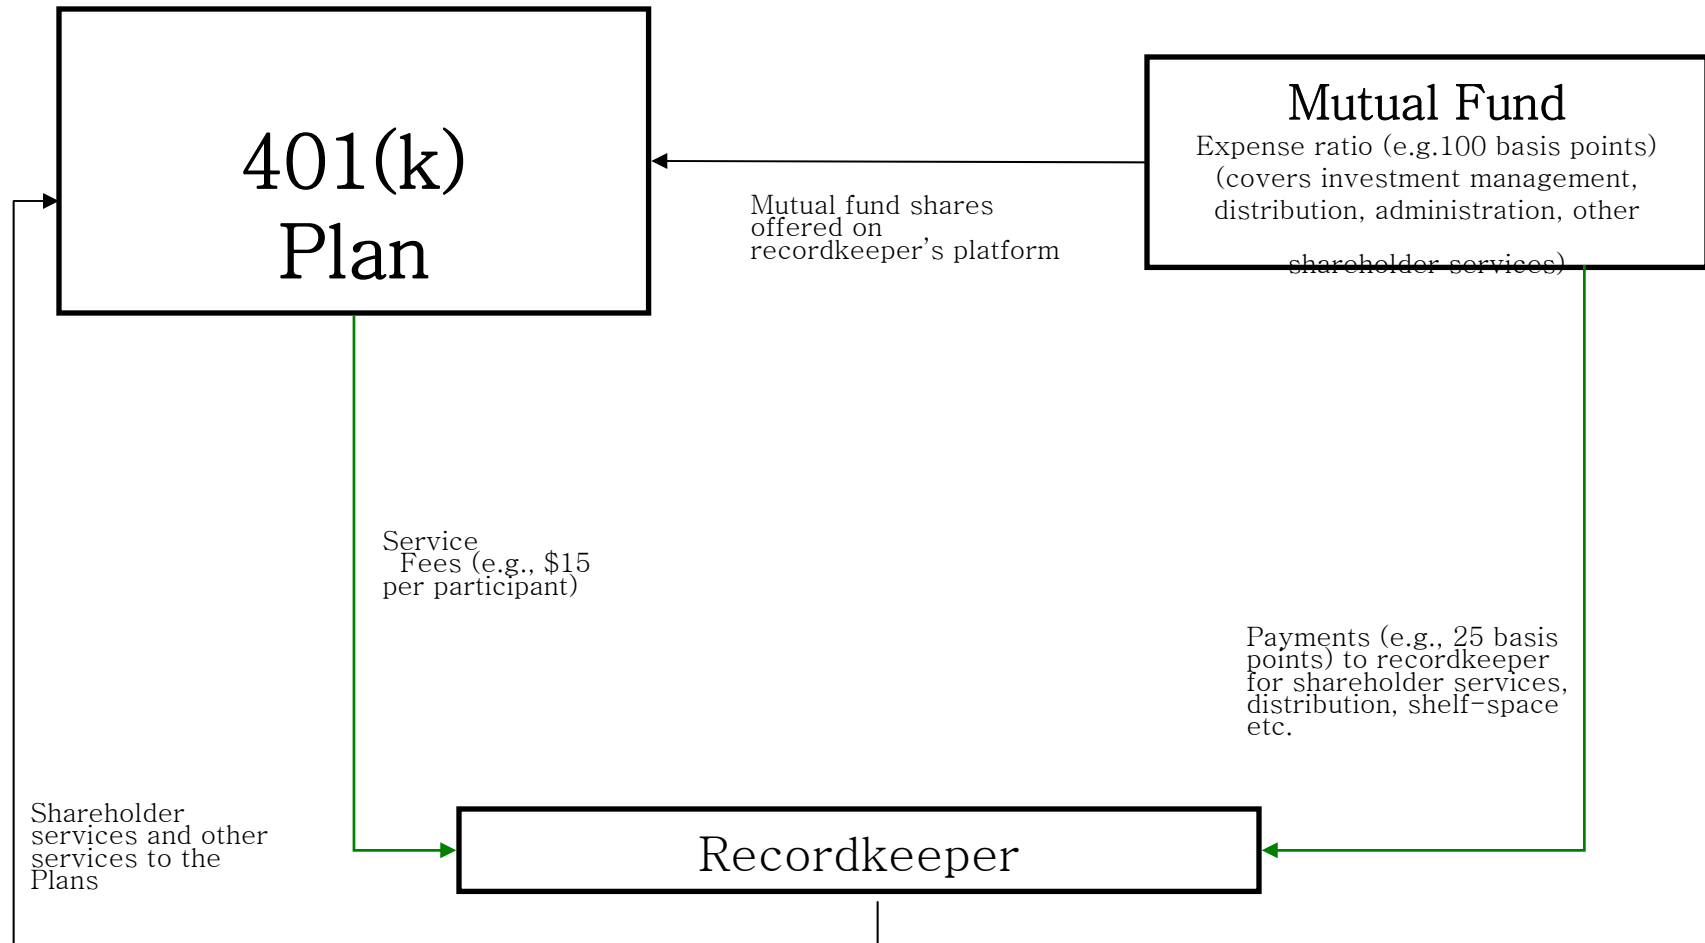 401(k)
Plan
Mutual Fund
Expense ratio (e.g.100 basis points)
(covers investment management,
distribution, administration, other
shareholder services)
Mutual fund shares
offered on
recordkeeper’s platform
Service
Fees (e.g., $15
per participant)
Payments (e.g., 25 basis
points) to recordkeeper
for shareholder services,
distribution, shelf-space
etc.
Shareholder
services and other
services to the
Plans
Recordkeeper